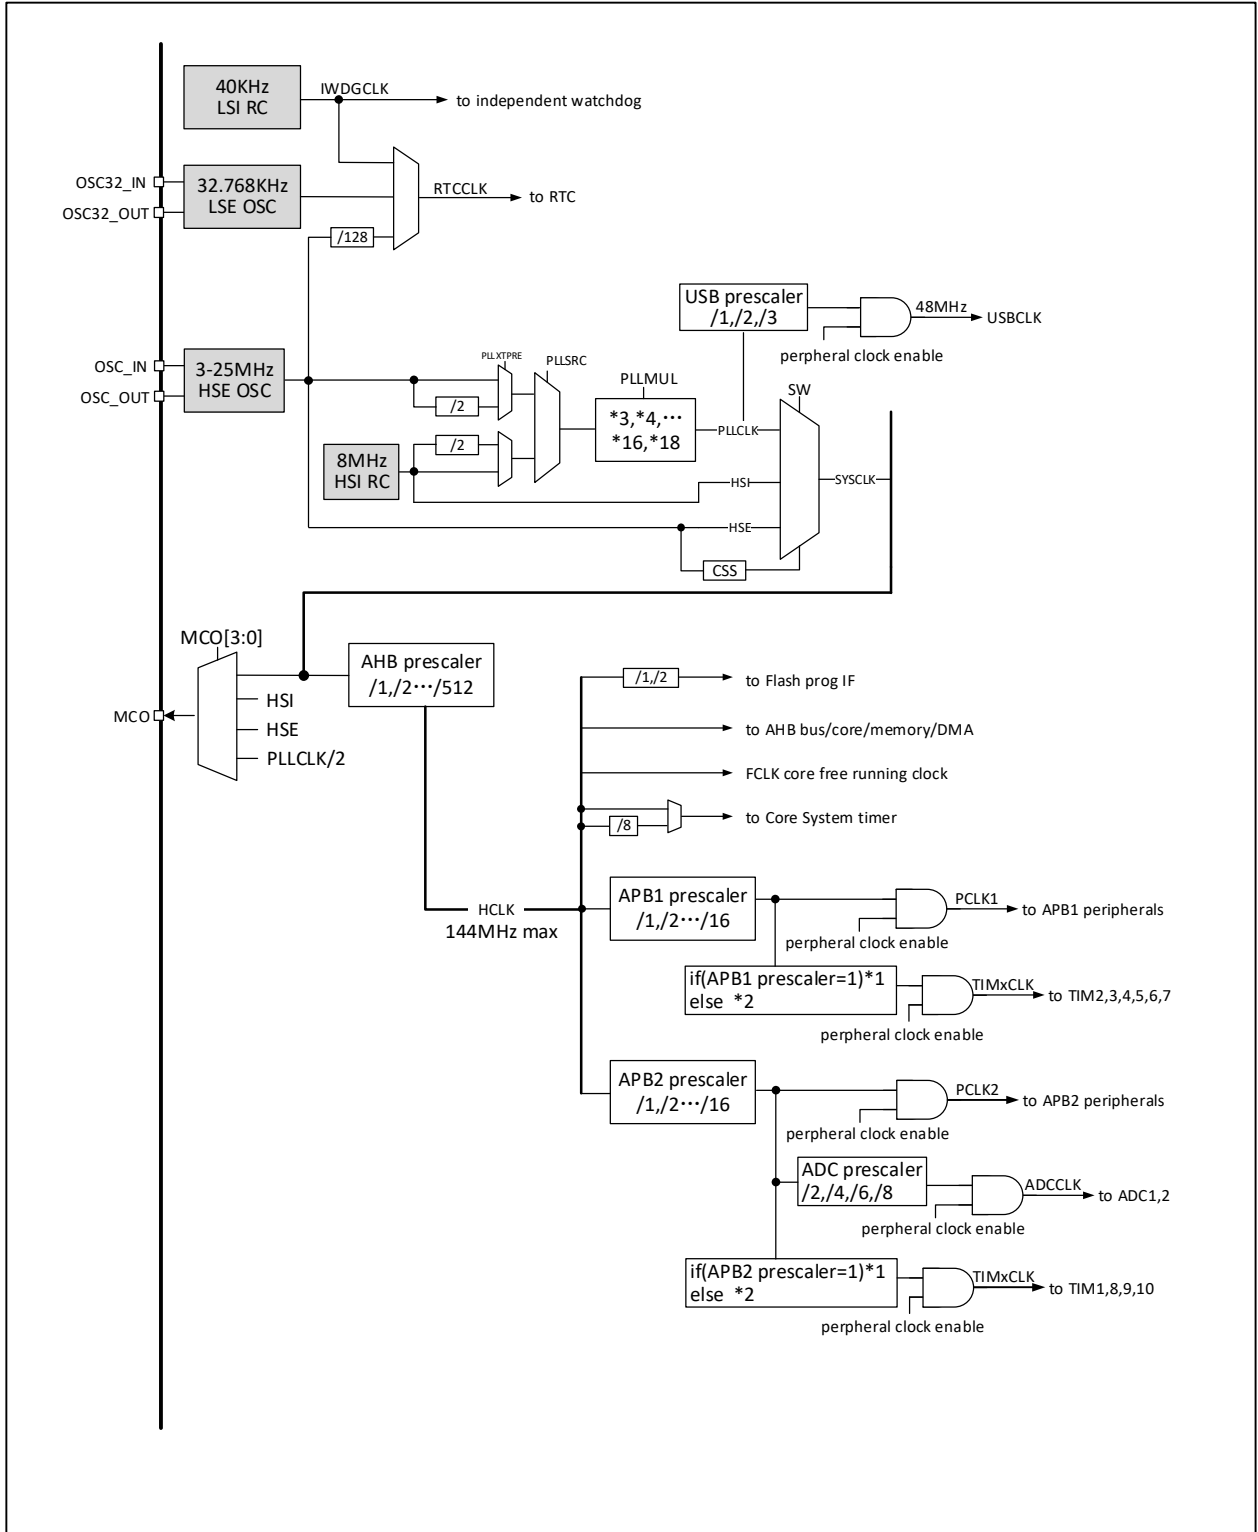 40KHz
LSI RC
IWDGCLK
to independent watchdog
OSC32_IN
OSC32_OUT
32.768KHz
LSE OSC
RTCCLK
to RTC
/128
USB prescaler
/1,/2,/3
48MHz
USBCLK
perpheral clock enable
OSC_IN
OSC_OUT
3-25MHz
HSE OSC
PLLXTPRE
PLLSRC
/2
PLLMUL
*3,*4,···
*16,*18
PLLCLK
SW
/2
8MHz
HSI RC
HSI
SYSCLK
HSE
CSS
MCO[3:0]
AHB prescaler
/1,/2···/512
HSI
MCO
HSE
PLLCLK/2
/1,/2
to Flash prog IF
to AHB bus/core/memory/DMA
FCLK core free running clock
/8
to Core System timer
HCLK
144MHz max
APB1 prescaler
/1,/2···/16
PCLK1
to APB1 peripherals
perpheral clock enable
if(APB1 prescaler=1)*1
else *2
TIMxCLK
to TIM2,3,4,5,6,7
perpheral clock enable
APB2 prescaler
/1,/2···/16
PCLK2
to APB2 peripherals
perpheral clock enable
ADC prescaler
/2,/4,/6,/8
ADCCLK
to ADC1,2
perpheral clock enable
if(APB2 prescaler=1)*1
else *2
TIMxCLK
to TIM1,8,9,10
perpheral clock enable